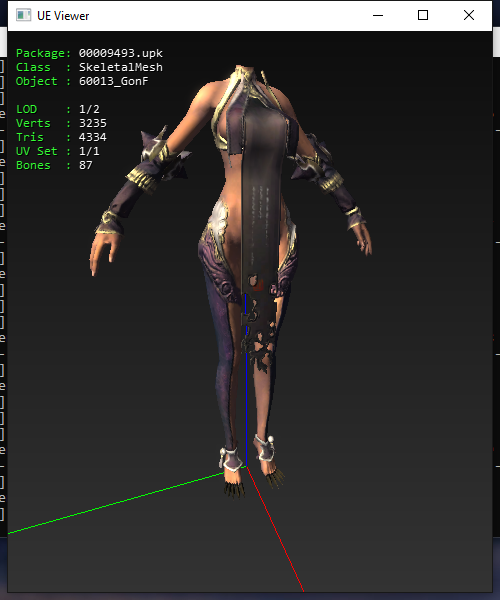 UE Viewer
Package: 00009493.upk
Class : SkeletalMesh
Object : 60013_GonF
LOD : 1/2
Verts : 3235
Tris : 4334
UV Set : 1/1
Bones : 87